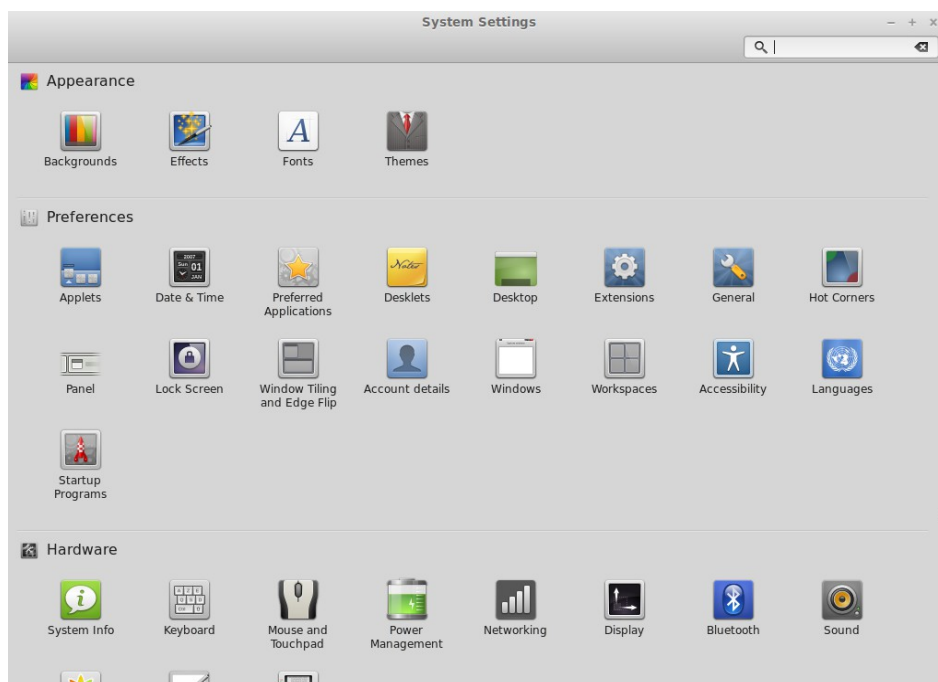 System Settings
Appearance
Backgrounds
Effects
Fonts
Themes
Preferences
Applets
Date & Time
Preferred
Applications
Desklets
Desktop
Extensions
General
Hot Corners
Panel
Lock Screen
Window Tiling
and Edge Flip
Account details
Windows
Workspaces
Accessibility
Languages
Startup
Programs
Hardware
System Info
Keyboard
Mouse and
Touchpad
Power
Management
Networking
Display
Bluetooth
Sound